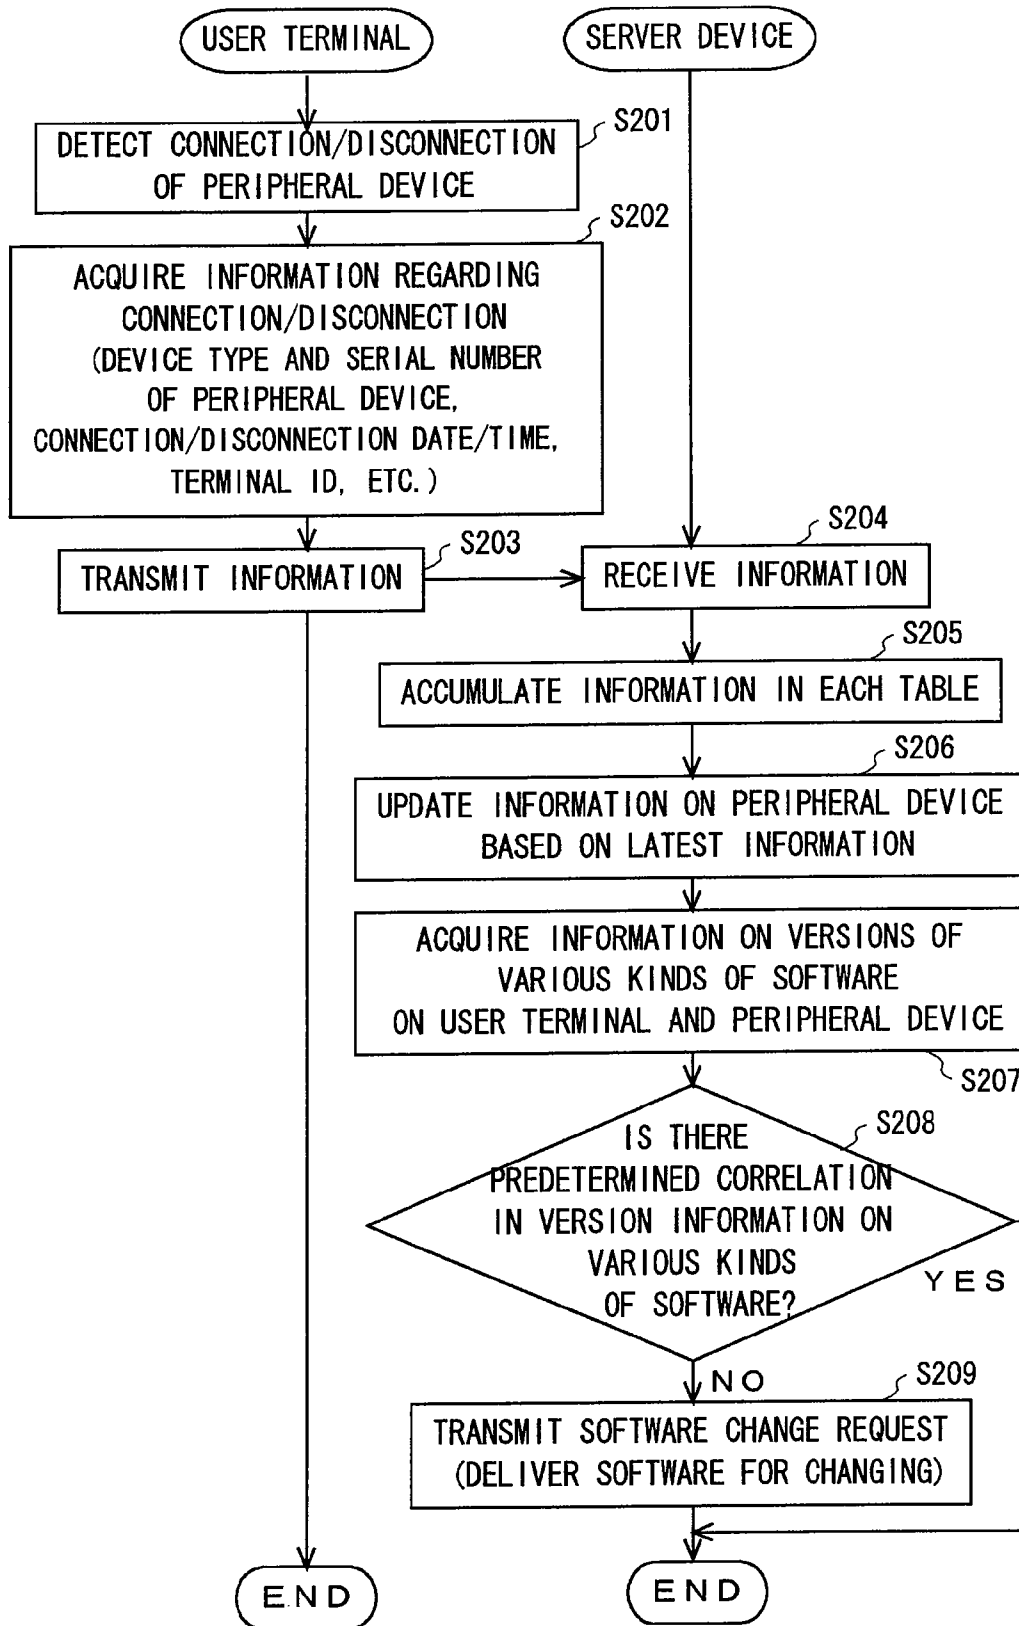 USER TERMINAL
SERVER DEVICE
S201
DETECT CONNECTION/DISCONNECTION
OF PERIPHERAL DEVICE
S202
ACQUIRE INFORMATION REGARDING
CONNECTION/DISCONNECTION
(DEVICE TYPE AND SERIAL NUMBER
OF PERIPHERAL DEVICE,
CONNECTION/DISCONNECTION DATE/TIME,
TERMINAL ID, ETC.)
S203
TRANSMIT INFORMATION
S204
RECEIVE INFORMATION
S205
ACCUMULATE INFORMATION IN EACH TABLE
S206
UPDATE INFORMATION ON PERIPHERAL DEVICE
BASED ON LATEST INFORMATION
ACQUIRE INFORMATION ON VERSIONS OF
VARIOUS KINDS OF SOFTWARE
ON USER TERMINAL AND PERIPHERAL DEVICE
S207
S208
IS THERE
PREDETERMINED CORRELATION
IN VERSION INFORMATION ON
VARIOUS KINDS
OF SOFTWARE?
YES
NO
S209
TRANSMIT SOFTWARE CHANGE REQUEST
(DELIVER SOFTWARE FOR CHANGING)
END
END